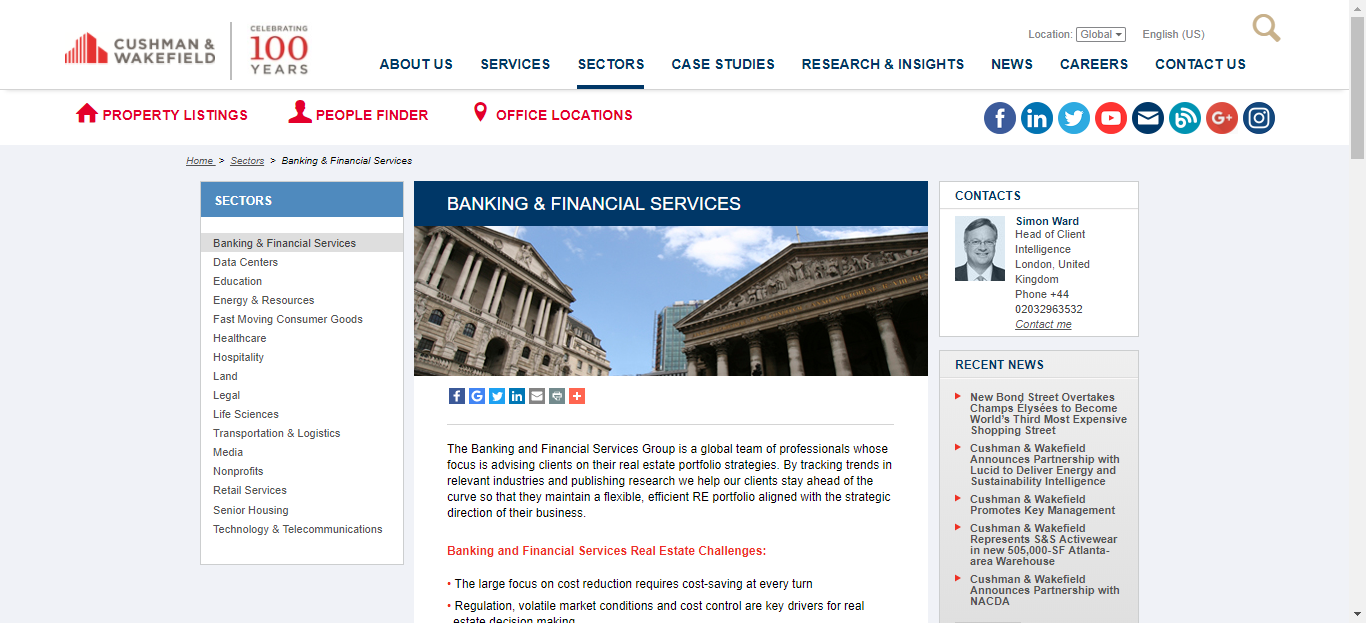 CUSHMAN &
WAKEFIELD
CELEBRATING
100
YEARS
Location: Global
English (US)
ABOUT US
SERVICES
SECTORS
CASE STUDIES
RESEARCH & INSIGHTS
NEWS
CAREERS
CONTACT US
PROPERTY LISTINGS
PEOPLE FINDER
OFFICE LOCATIONS
Home > Sectors > Banking & Financial Services
SECTORS
Banking & Financial Services
Data Centers
Education
Energy & Resources
Fast Moving Consumer Goods
Healthcare
Hospitality
Land
Legal
Life Sciences
Transportation & Logistics
Media
Nonprofits
Retail Services
Senior Housing
Technology & Telecommunications
BANKING & FINANCIAL SERVICES
The Banking and Financial Services Group is a global team of professionals whose
focus is advising clients on their real estate portfolio strategies. By tracking trends in
relevant industries and publishing research we help our clients stay ahead of the
curve so that they maintain a flexible, efficient RE portfolio aligned with the strategic
direction of their business.
Banking and Financial Services Real Estate Challenges:
• The large focus on cost reduction requires cost-saving at every turn
• Regulation, volatile market conditions and cost control are key drivers for real
estate decision making
CONTACTS
Simon Ward
Head of Client
Intelligence
London, United
Kingdom
Phone +44
02032963532
Contact me
RECENT NEWS
New Bond Street Overtakes
Champs Élysées to Become
World's Third Most Expensive
Shopping Street
Cushman & Wakefield
Announces Partnership with
Lucid to Deliver Energy and
Sustainability Intelligence
Cushman & Wakefield
Promotes Key Management
Cushman & Wakefield
Represents S&S Activewear
in new 505,000-SF Atlanta-
area Warehouse
Cushman & Wakefield
Announces Partnership with
NACDA